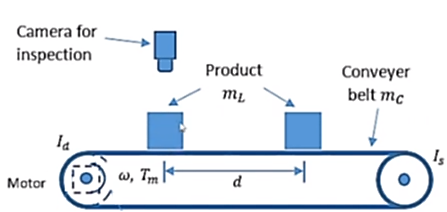 Camera for
inspection
Product
m_L
Conveyer
belt m_C
I_d
I_s
Motor
ω, T_m
d